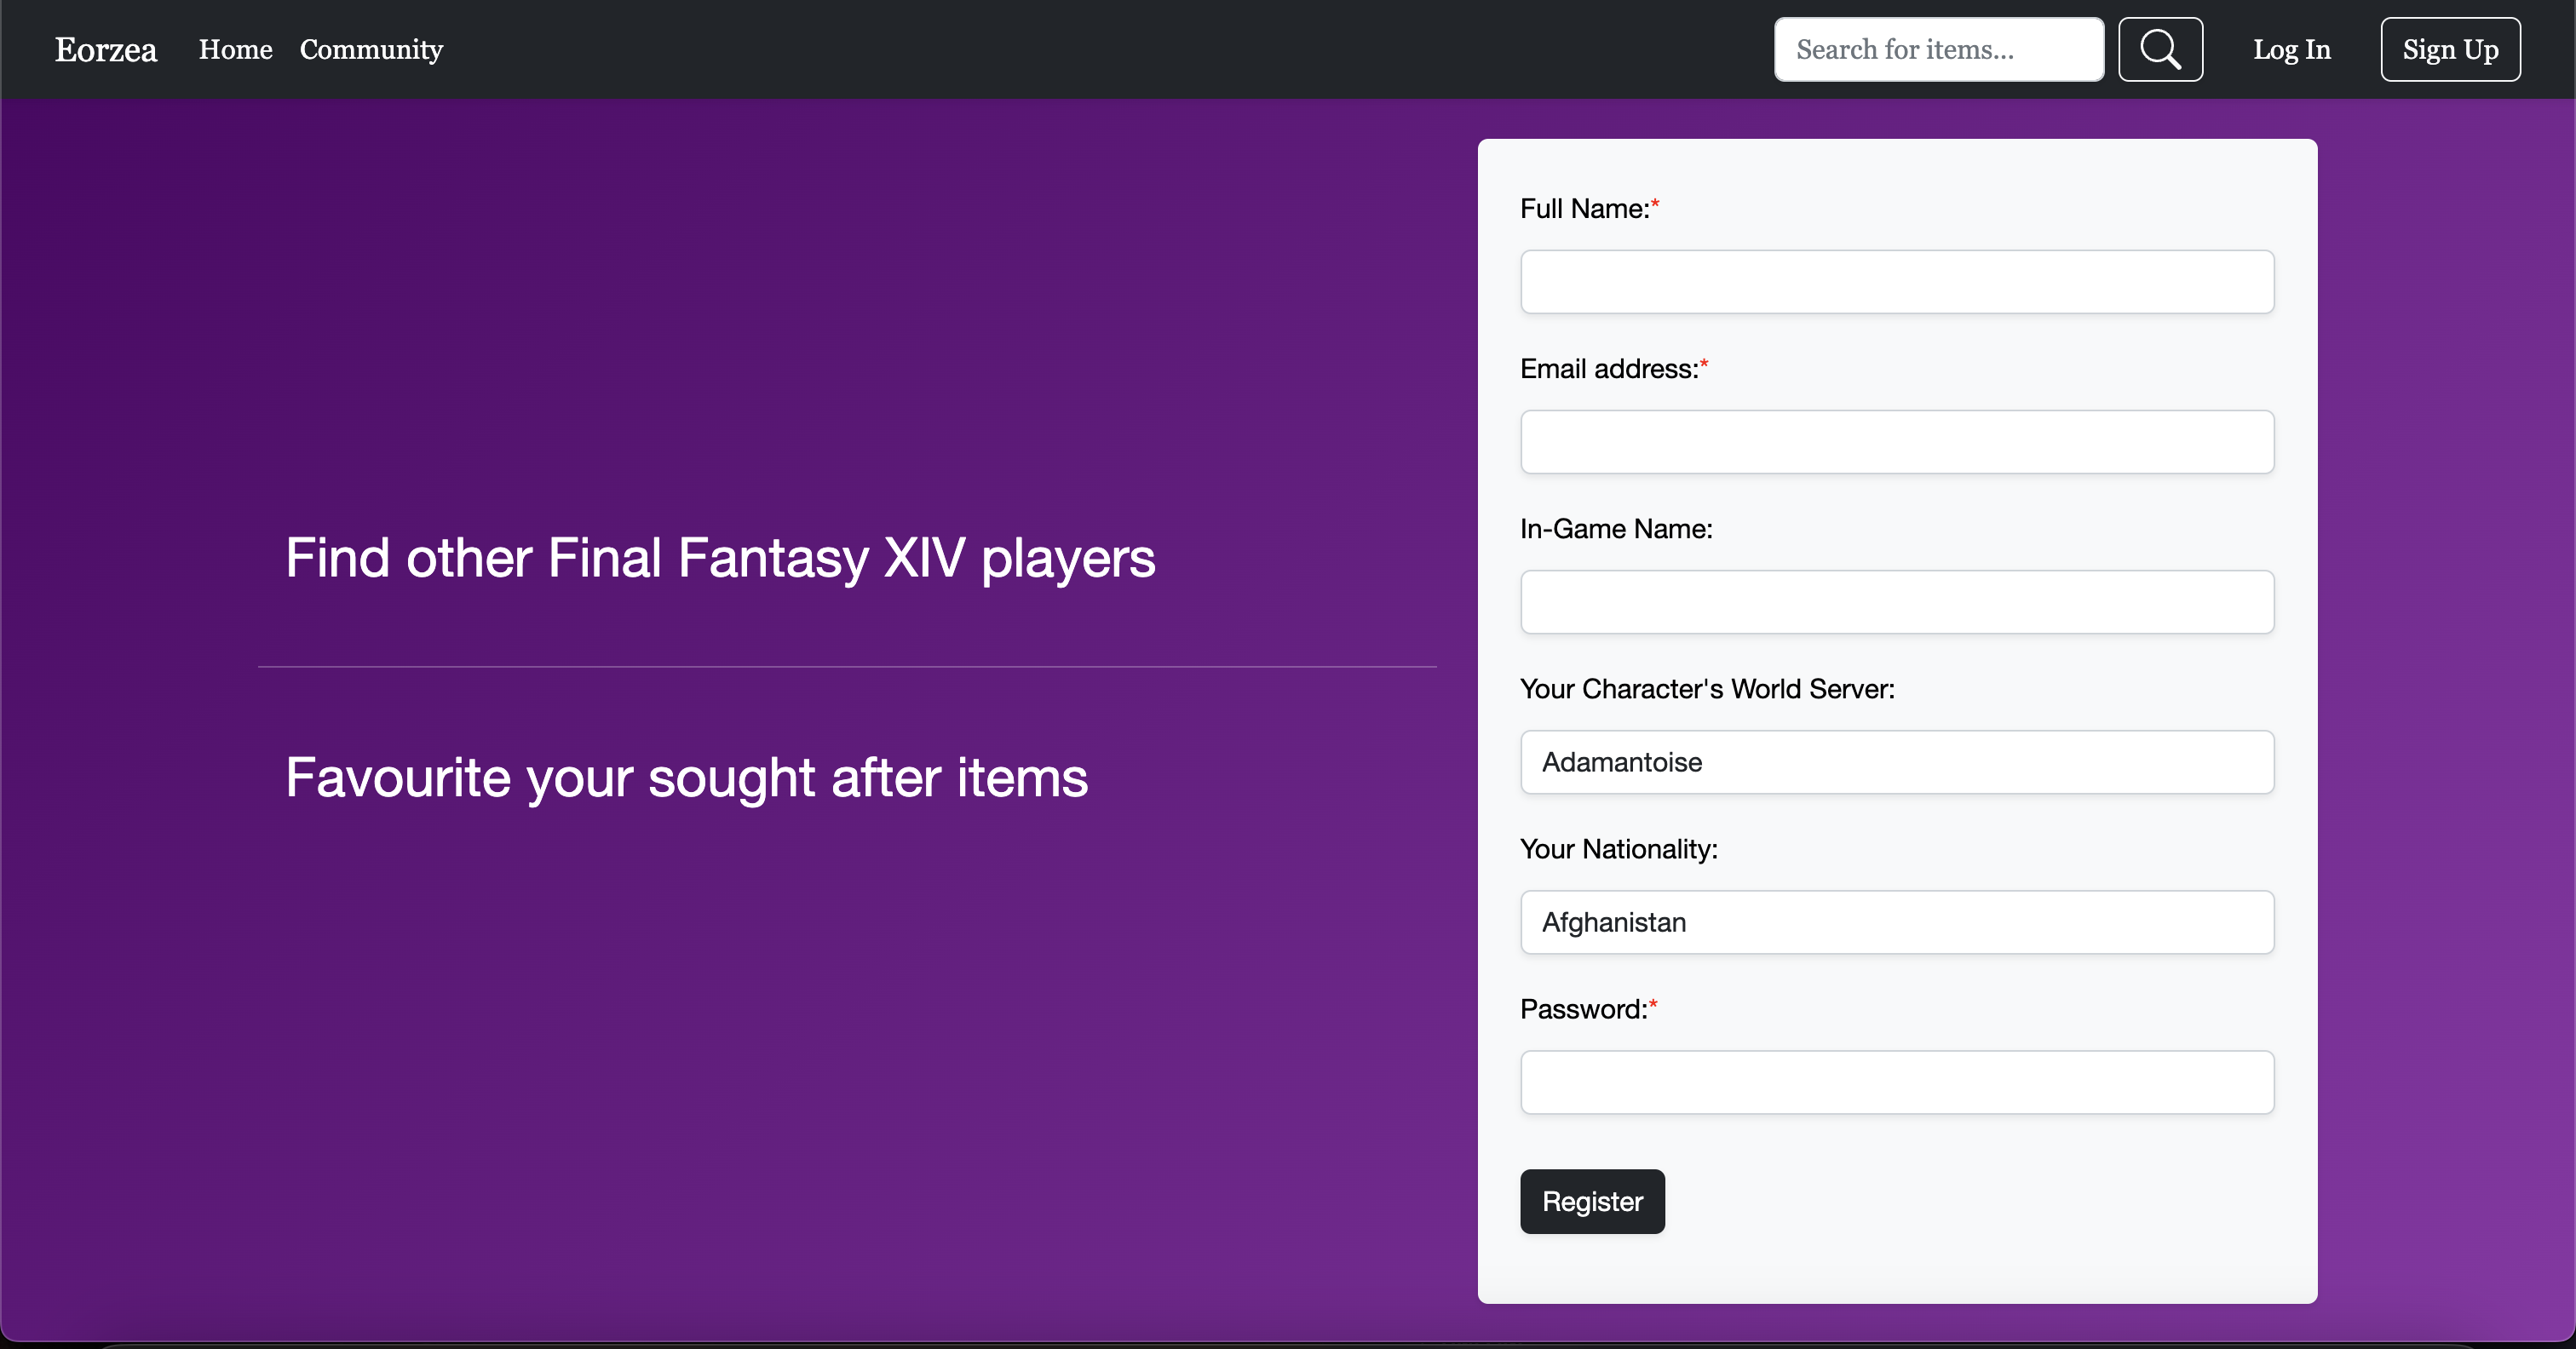 Eorzea Home Community Search for items... Log In Sign Up
Find other Final Fantasy XIV players
Favourite your sought after items
Full Name:*
Email address:*
In-Game Name:
Your Character's World Server:
Adamantoise
Your Nationality:
Afghanistan
Password:*
Register